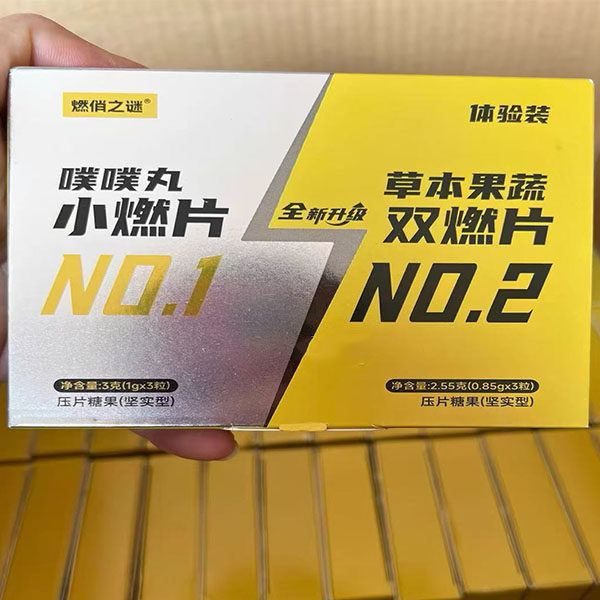 燃俏之谜®
噗噗丸
小燃片
NO.1
净含量:3克(1gx3粒)
压片糖果(坚实型)
全新升级
体验装
草本果蔬
双燃片
NO.2
净含量:2.55克(0.85gx3粒)
压片糖果(坚实型)